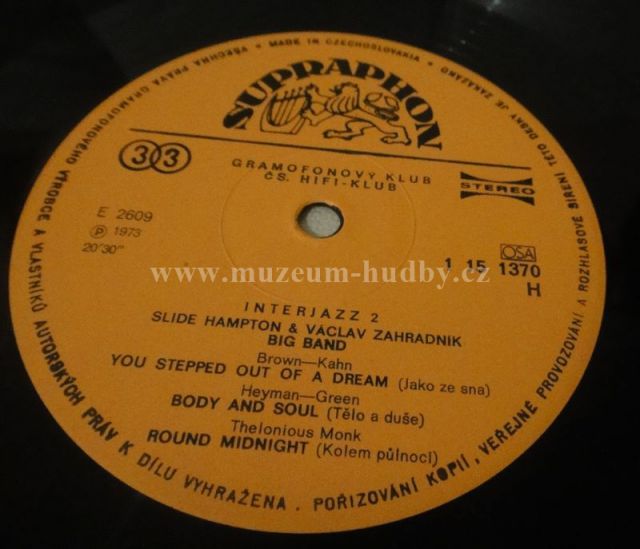 VŠECHRA PRÁVA GRAMOFONOVÉHO VÝROBCE A VLASTNÍKŮ AUTORSKÝCH PRÁV K DÍLU VYHRAŽENA. POŘIZOVÁNÍ KOPIÍ, VEŘEJNÉ PROVOZOVÁNÍ A ROZHLASOVÉ ŠÍŘENÍ TÉTO DESKY JE ZAKÁZÁNO
• MADE IN CZECHOSLOVAKIA •
SUPRAPHON
33
GRAMOFONOVÝ KLUB
ČS. HIFI-KLUB
STEREO
E 2609
Ⓟ 1973
20'30"
OSA
1 15 1370
H
www.muzeum-hudby.cz
INTERJAZZ 2
SLIDE HAMPTON & VÁCLAV ZAHRADNÍK
BIG BAND
Brown—Kahn
YOU STEPPED OUT OF A DREAM (Jako ze sna)
Heyman—Green
BODY AND SOUL (Tělo a duše)
Thelonious Monk
ROUND MIDNIGHT (Kolem půlnoci)